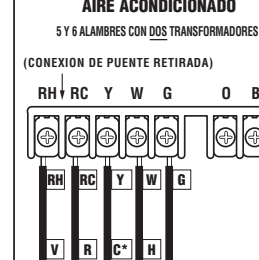 AIRE ACONDICIONADO
5 Y 6 ALAMBRES CON DOS TRANSFORMADORES
(CONEXION DE PUENTE RETIRADA)
RH RC Y W G O B
RH RC Y W G
V R C* H